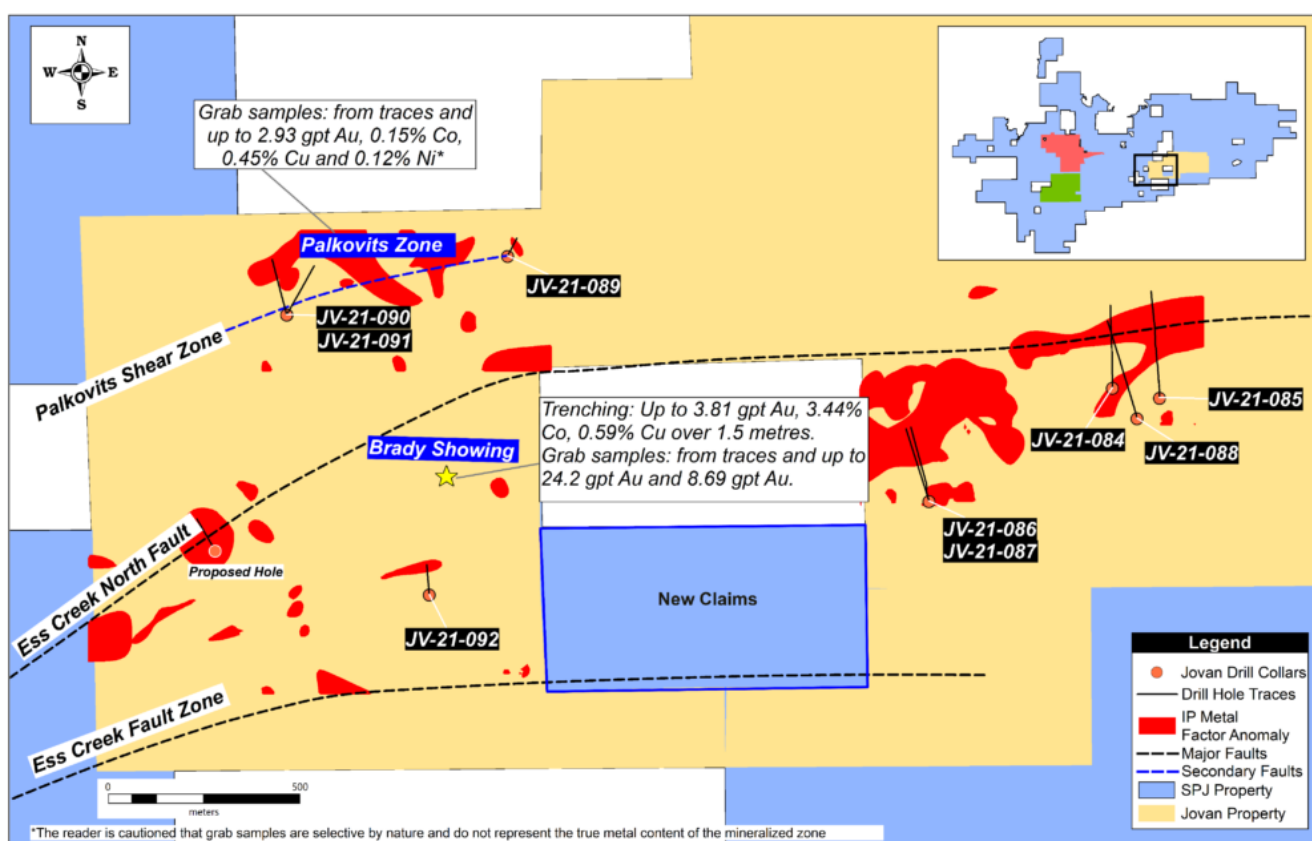 N
W E
S
Grab samples: from traces and
up to 2.93 gpt Au, 0.15% Co,
0.45% Cu and 0.12% Ni*
Palkovits Zone
JV-21-089
JV-21-090
JV-21-091
Palkovits Shear Zone
Trenching: Up to 3.81 gpt Au, 3.44%
Co, 0.59% Cu over 1.5 metres.
Grab samples: from traces and up to
24.2 gpt Au and 8.69 gpt Au.
Brady Showing
JV-21-085
JV-21-084
JV-21-088
JV-21-086
JV-21-087
Ess Creek North Fault
Proposed Hole
New Claims
JV-21-092
Ess Creek Fault Zone
Legend
Jovan Drill Collars
Drill Hole Traces
IP Metal
Factor Anomaly
Major Faults
Secondary Faults
SPJ Property
Jovan Property
0 500
meters
*The reader is cautioned that grab samples are selective by nature and do not represent the true metal content of the mineralized zone